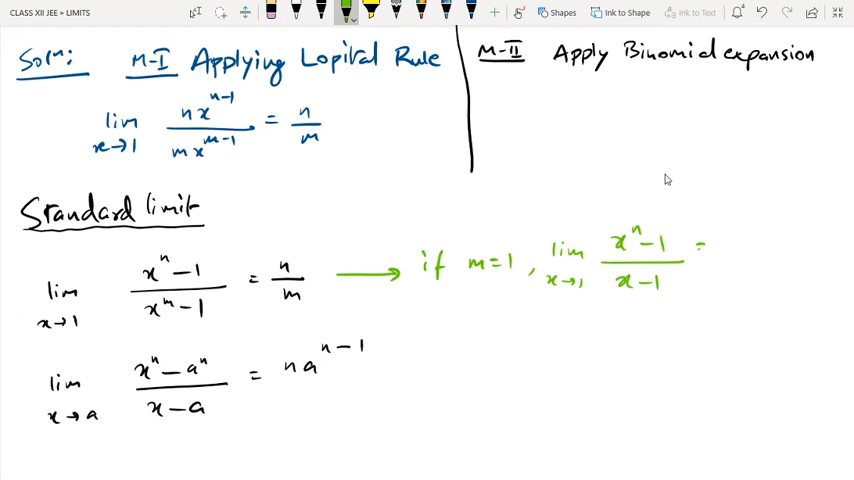 CLASS XII JEE » LIMITS
Shapes
Ink to Shape
Ink to Text
Soln: M-I Applying Lopital Rule
lim x→1 nx^(n-1) / mx^(m-1) = n/m
M-II Apply Binomial expansion
Standard limit
lim x→1 (x^n - 1) / (x^m - 1) = n/m → if m=1, lim x→1 (x^n - 1) / (x - 1) =
lim x→a (x^n - a^n) / (x - a) = na^(n-1)